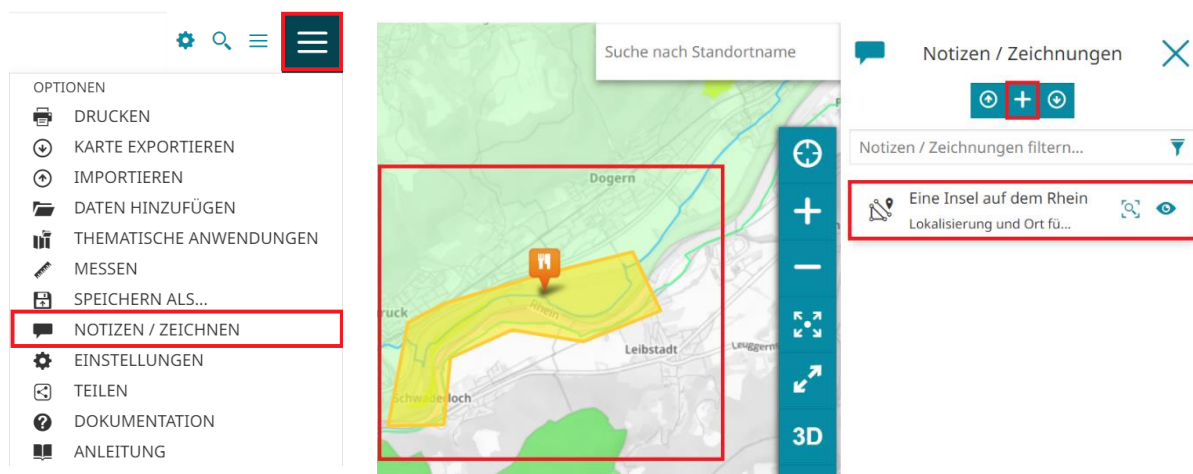 OPTIONEN
DRUCKEN
KARTE EXPORTIEREN
IMPORTIEREN
DATEN HINZUFÜGEN
THEMATISCHE ANWENDUNGEN
MESSEN
SPEICHERN ALS...
NOTIZEN / ZEICHNEN
EINSTELLUNGEN
TEILEN
DOKUMENTATION
ANLEITUNG
Suche nach Standortname
Dogern
Rhein
ruck
Leibstadt
Leuggern
Schwaderloch
3D
Notizen / Zeichnungen
Notizen / Zeichnungen filtern...
Eine Insel auf dem Rhein
Lokalisierung und Ort fü...